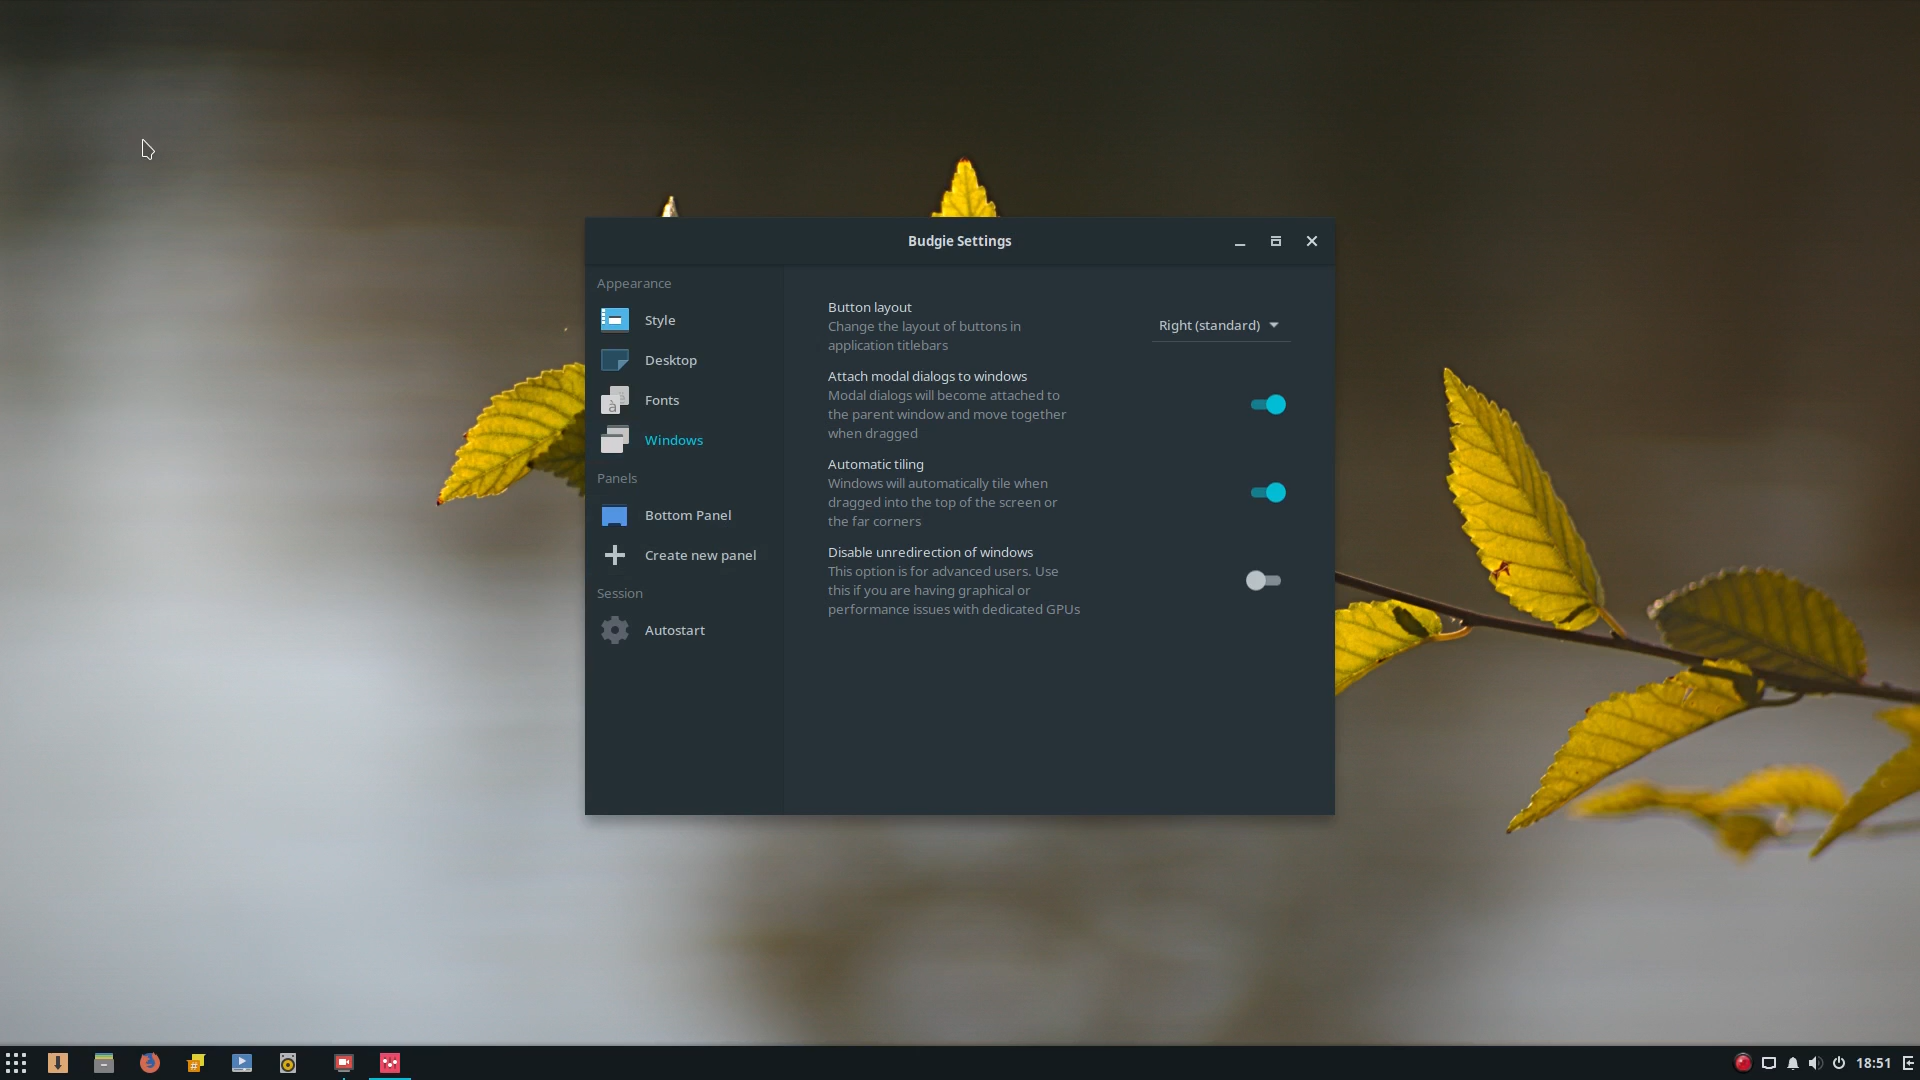 Budgie Settings
Appearance
Style
Desktop
Fonts
Windows
Panels
Bottom Panel
Create new panel
Session
Autostart
Button layout
Change the layout of buttons in
application titlebars
Right (standard)
Attach modal dialogs to windows
Modal dialogs will become attached to
the parent window and move together
when dragged
Automatic tiling
Windows will automatically tile when
dragged into the top of the screen or
the far corners
Disable unredirection of windows
This option is for advanced users. Use
this if you are having graphical or
performance issues with dedicated GPUs
18:51